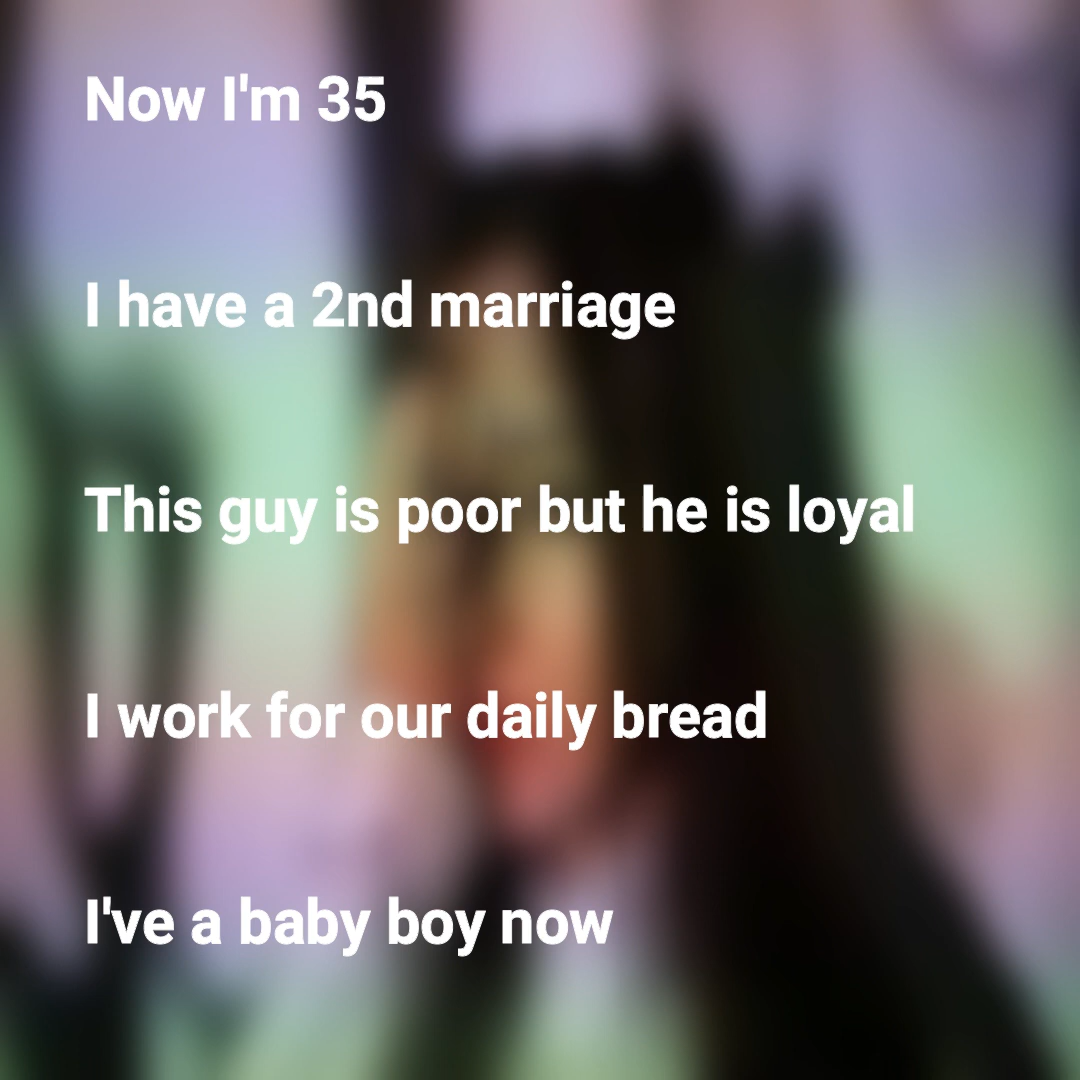 Now I'm 35
I have a 2nd marriage
This guy is poor but he is loyal
I work for our daily bread
I've a baby boy now